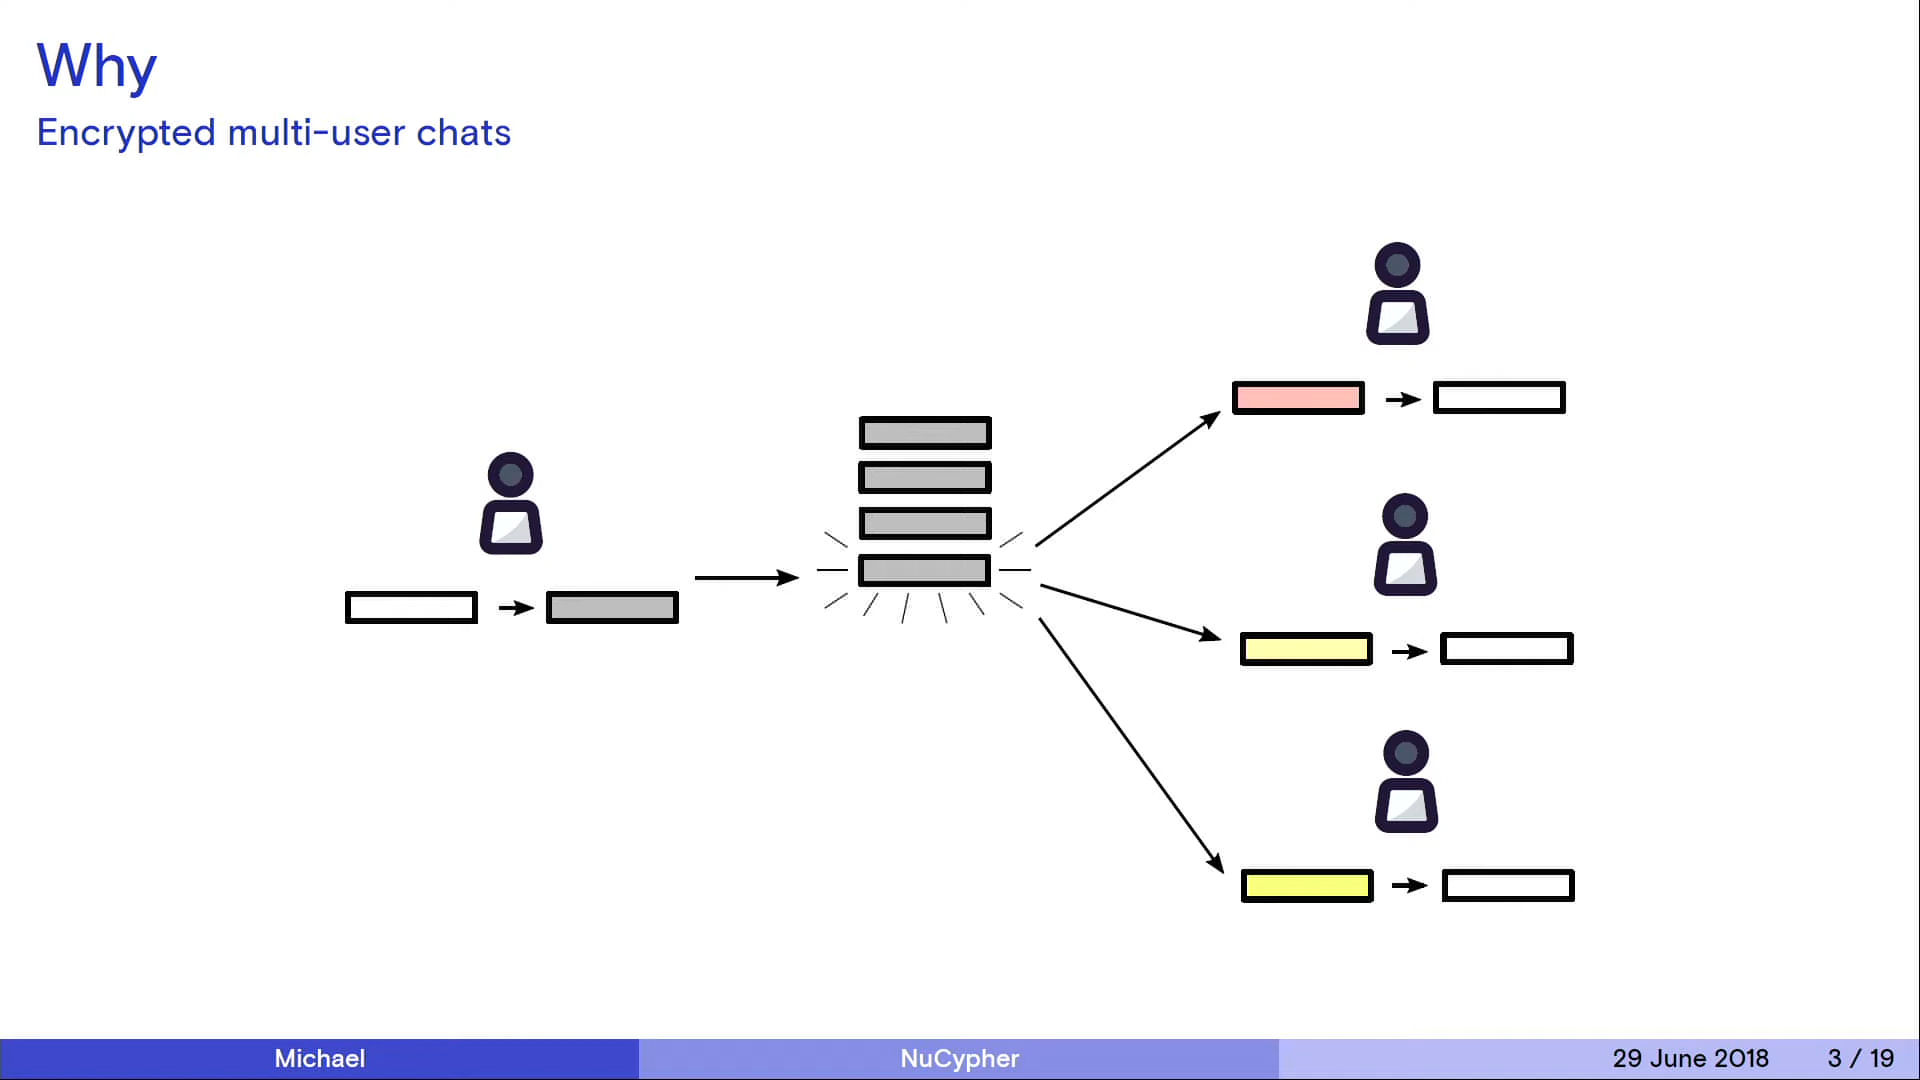 Why
Encrypted multi-user chats
Michael
NuCypher
29 June 2018
3 / 19